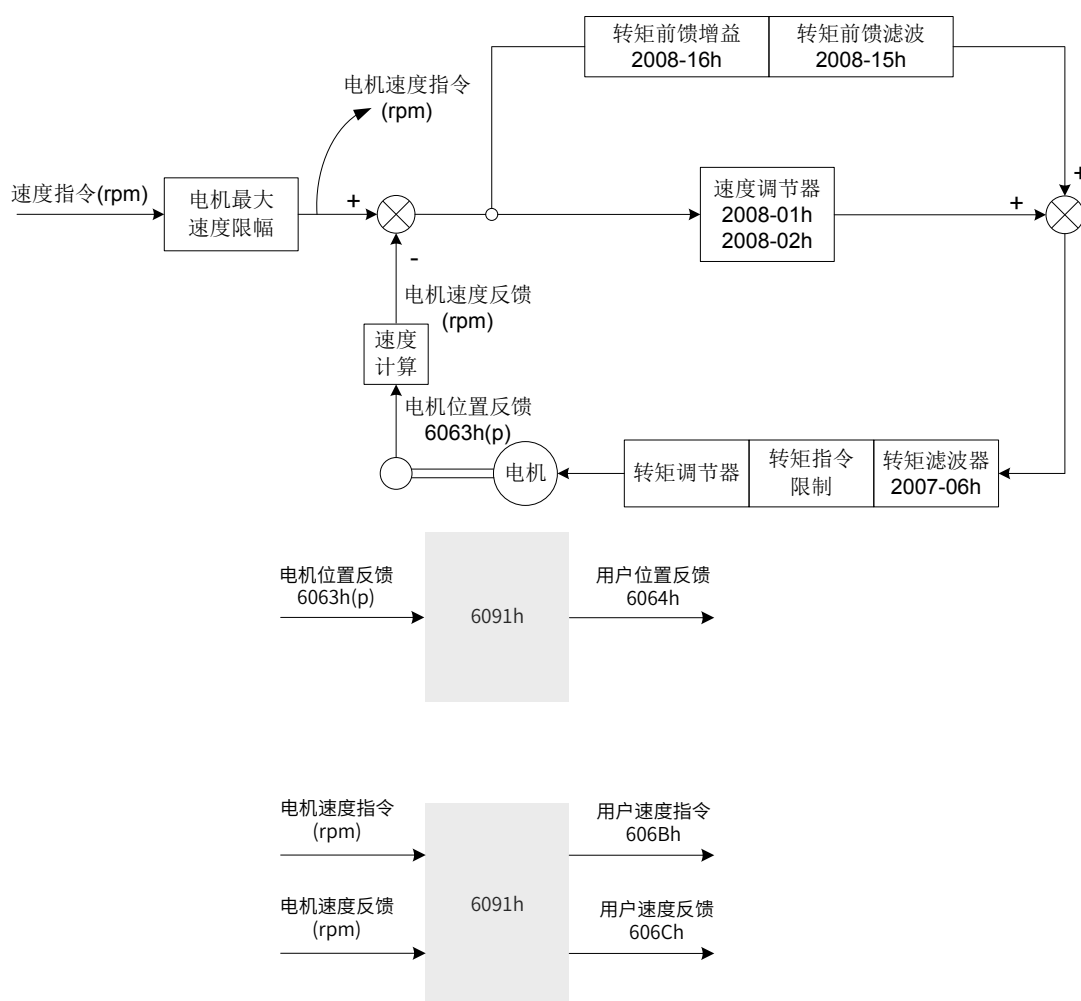 转矩前馈增益
2008-16h
转矩前馈滤波
2008-15h
电机速度指令
(rpm)
速度指令(rpm)
电机最大
速度限幅
+
-
速度调节器
2008-01h
2008-02h
+
+
电机速度反馈
(rpm)
速度
计算
电机位置反馈
6063h(p)
电机
转矩调节器
转矩指令
限制
转矩滤波器
2007-06h
电机位置反馈
6063h(p)
6091h
用户位置反馈
6064h
电机速度指令
(rpm)
电机速度反馈
(rpm)
6091h
用户速度指令
606Bh
用户速度反馈
606Ch